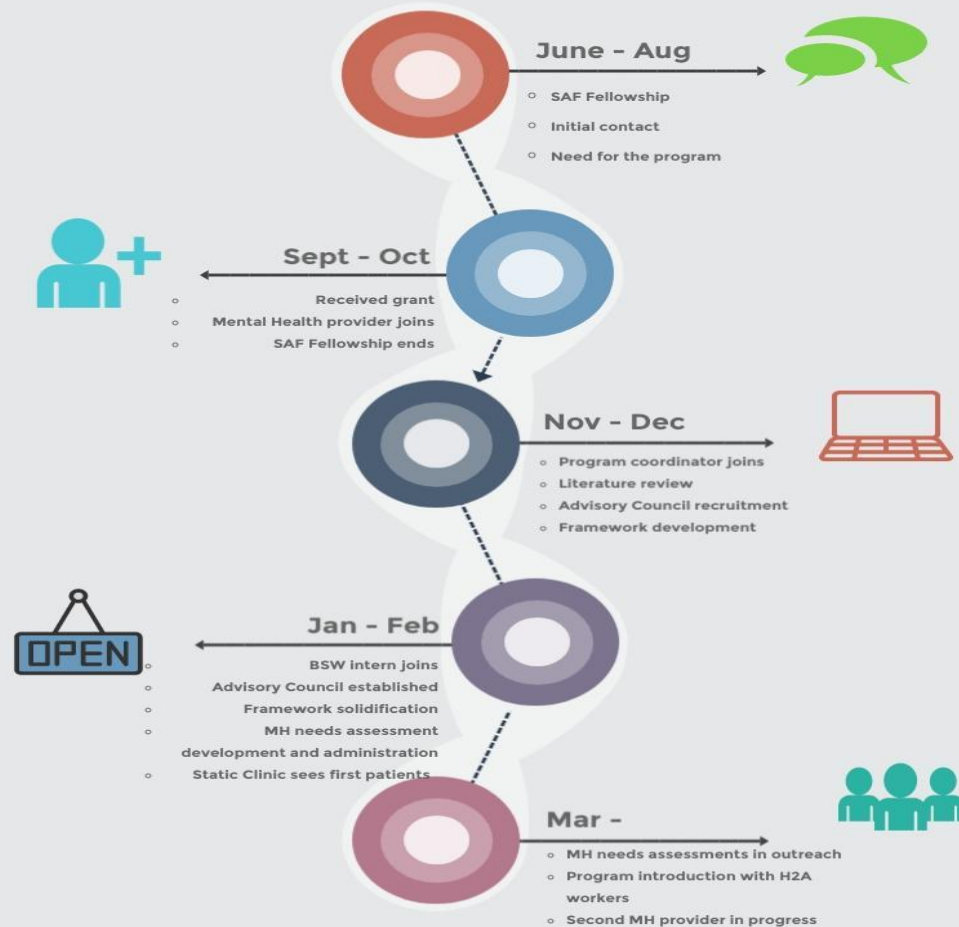 June - Aug
SAF Fellowship
Initial contact
Need for the program
Sept - Oct
Received grant
Mental Health provider joins
SAF Fellowship ends
Nov - Dec
Program coordinator joins
Literature review
Advisory Council recruitment
Framework development
OPEN
Jan - Feb
BSW intern joins
Advisory Council established
Framework solidification
MH needs assessment
development and administration
Static Clinic sees first patients
Mar -
MH needs assessments in outreach
Program introduction with H2A
workers
Second MH provider in progress